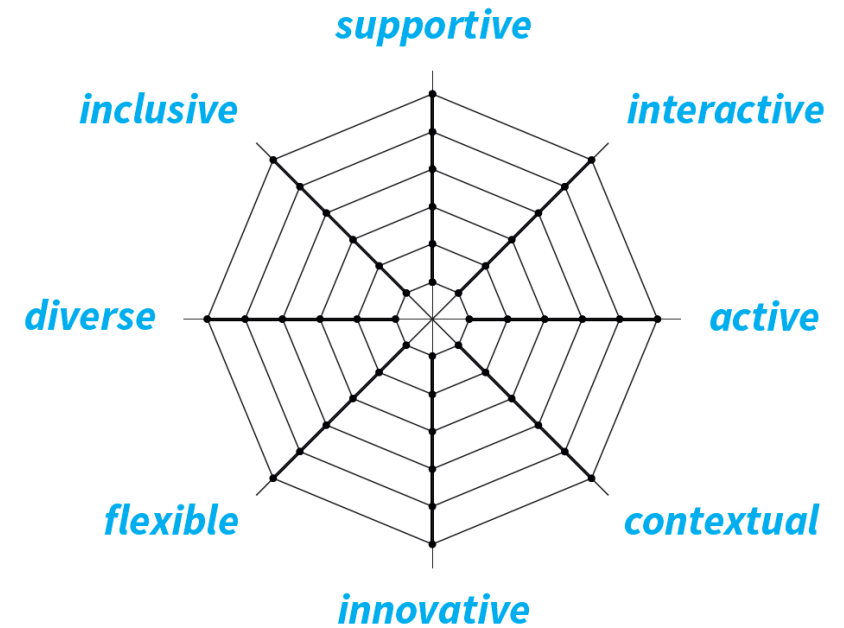 supportive
inclusive
interactive
diverse
active
flexible
contextual
innovative